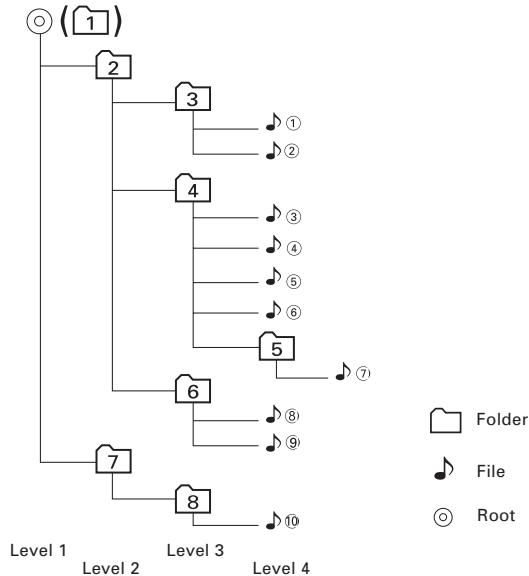 (1)
2
3
①
②
4
③
④
⑤
⑥
5
⑦
6
⑧
⑨
7
8
⑩
Folder
File
Root
Level 1
Level 2
Level 3
Level 4